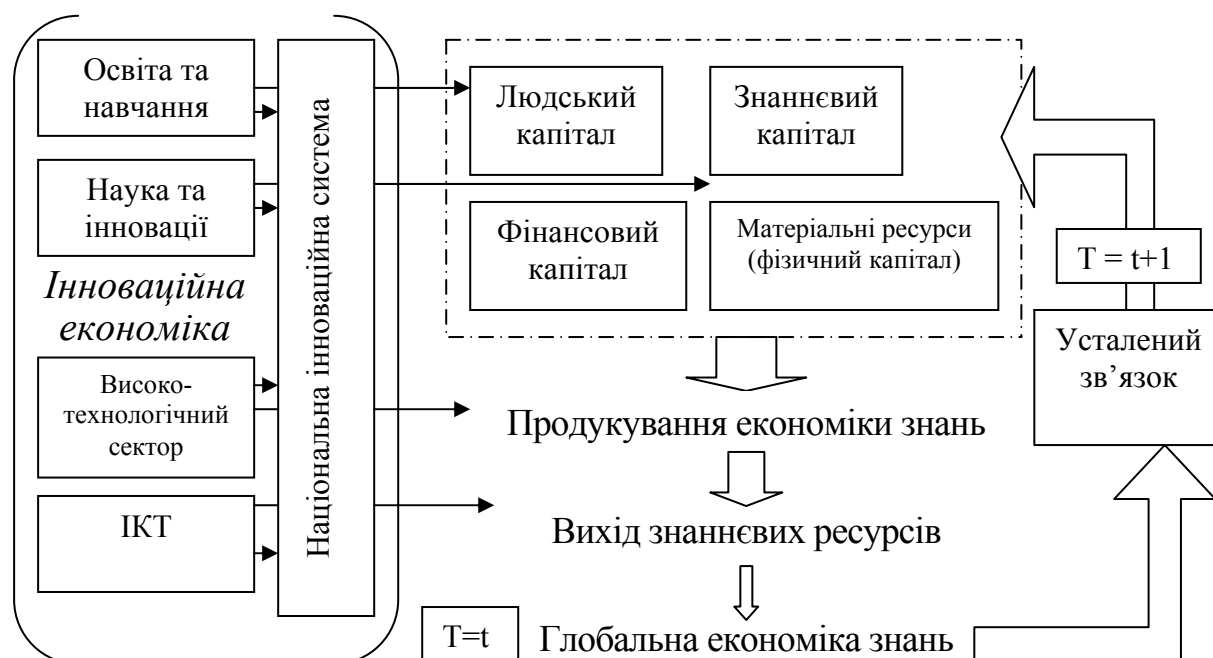 Освіта та
навчання
Наука та
інновації
Інноваційна
економіка
Високо-
технологічний
сектор
ІКТ
Національна інноваційна система
Людський
капітал
Знаннєвий
капітал
Фінансовий
капітал
Матеріальні ресурси
(фізичний капітал)
T = t+1
Усталений
зв’язок
Продукування економіки знань
Вихід знаннєвих ресурсів
T=t
Глобальна економіка знань